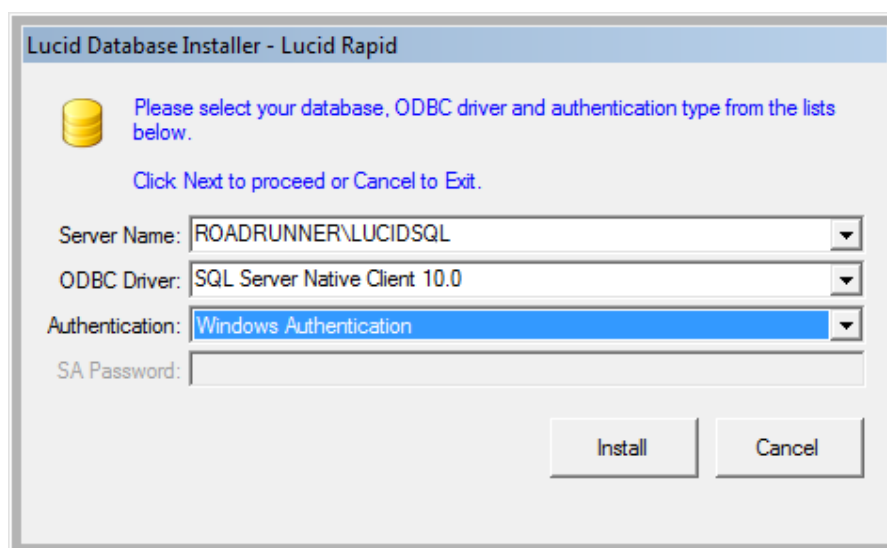 Lucid Database Installer - Lucid Rapid
Please select your database, ODBC driver and authentication type from the lists
below.
Click Next to proceed or Cancel to Exit.
Server Name: ROADRUNNER\LUCIDSQL
ODBC Driver: SQL Server Native Client 10.0
Authentication: Windows Authentication
SA Password:
Install Cancel